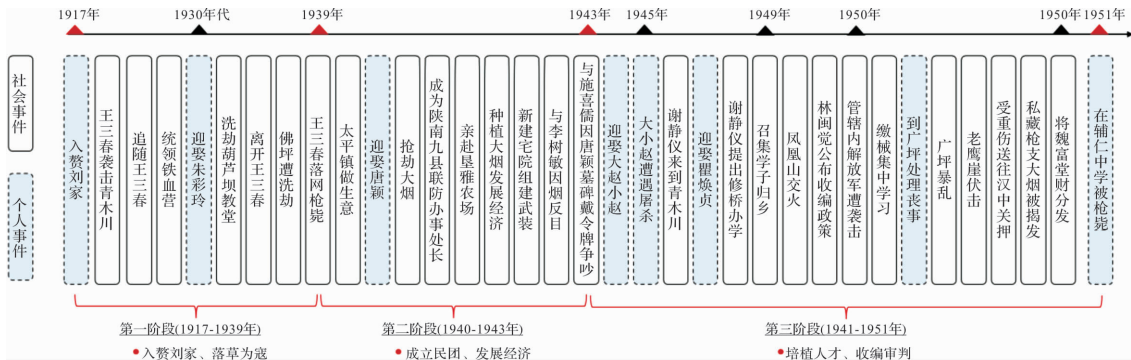 1917年
1930年代
1939年
1943年
1945年
1949年
1950年
1950年
1951年
社会事件
个人事件
入赘刘家
王三春袭击青木川
追随王三春
统领铁血营
迎娶朱彩玲
洗劫葫芦坝教堂
离开王三春
佛坪遭洗劫
王三春落网枪毙
太平镇做生意
迎娶唐颖
抢劫大烟
成为陕南九县联防办事处长
亲赴垦雅农场
种植大烟发展经济
新建宅院组建武装
与李树敏因烟反目
与施喜儒因唐颖墓碑戴令牌争吵
迎娶大赵小赵
大小赵遭遇屠杀
谢静仪来到青木川
迎娶瞿焕贞
谢静仪提出修桥办学
召集学子归乡
凤凰山交火
林闽觉公布收编政策
管辖内解放军遭袭击
缴械集中学习
到广坪处理丧事
广坪暴乱
老鹰崖伏击
受重伤送往汉中关押
私藏枪支大烟被揭发
将魏富堂财分发
在辅仁中学被枪毙
第一阶段(1917-1939年)
第二阶段(1940-1943年)
第三阶段(1941-1951年)
入赘刘家、落草为寇
成立民团、发展经济
培植人才、收编审判